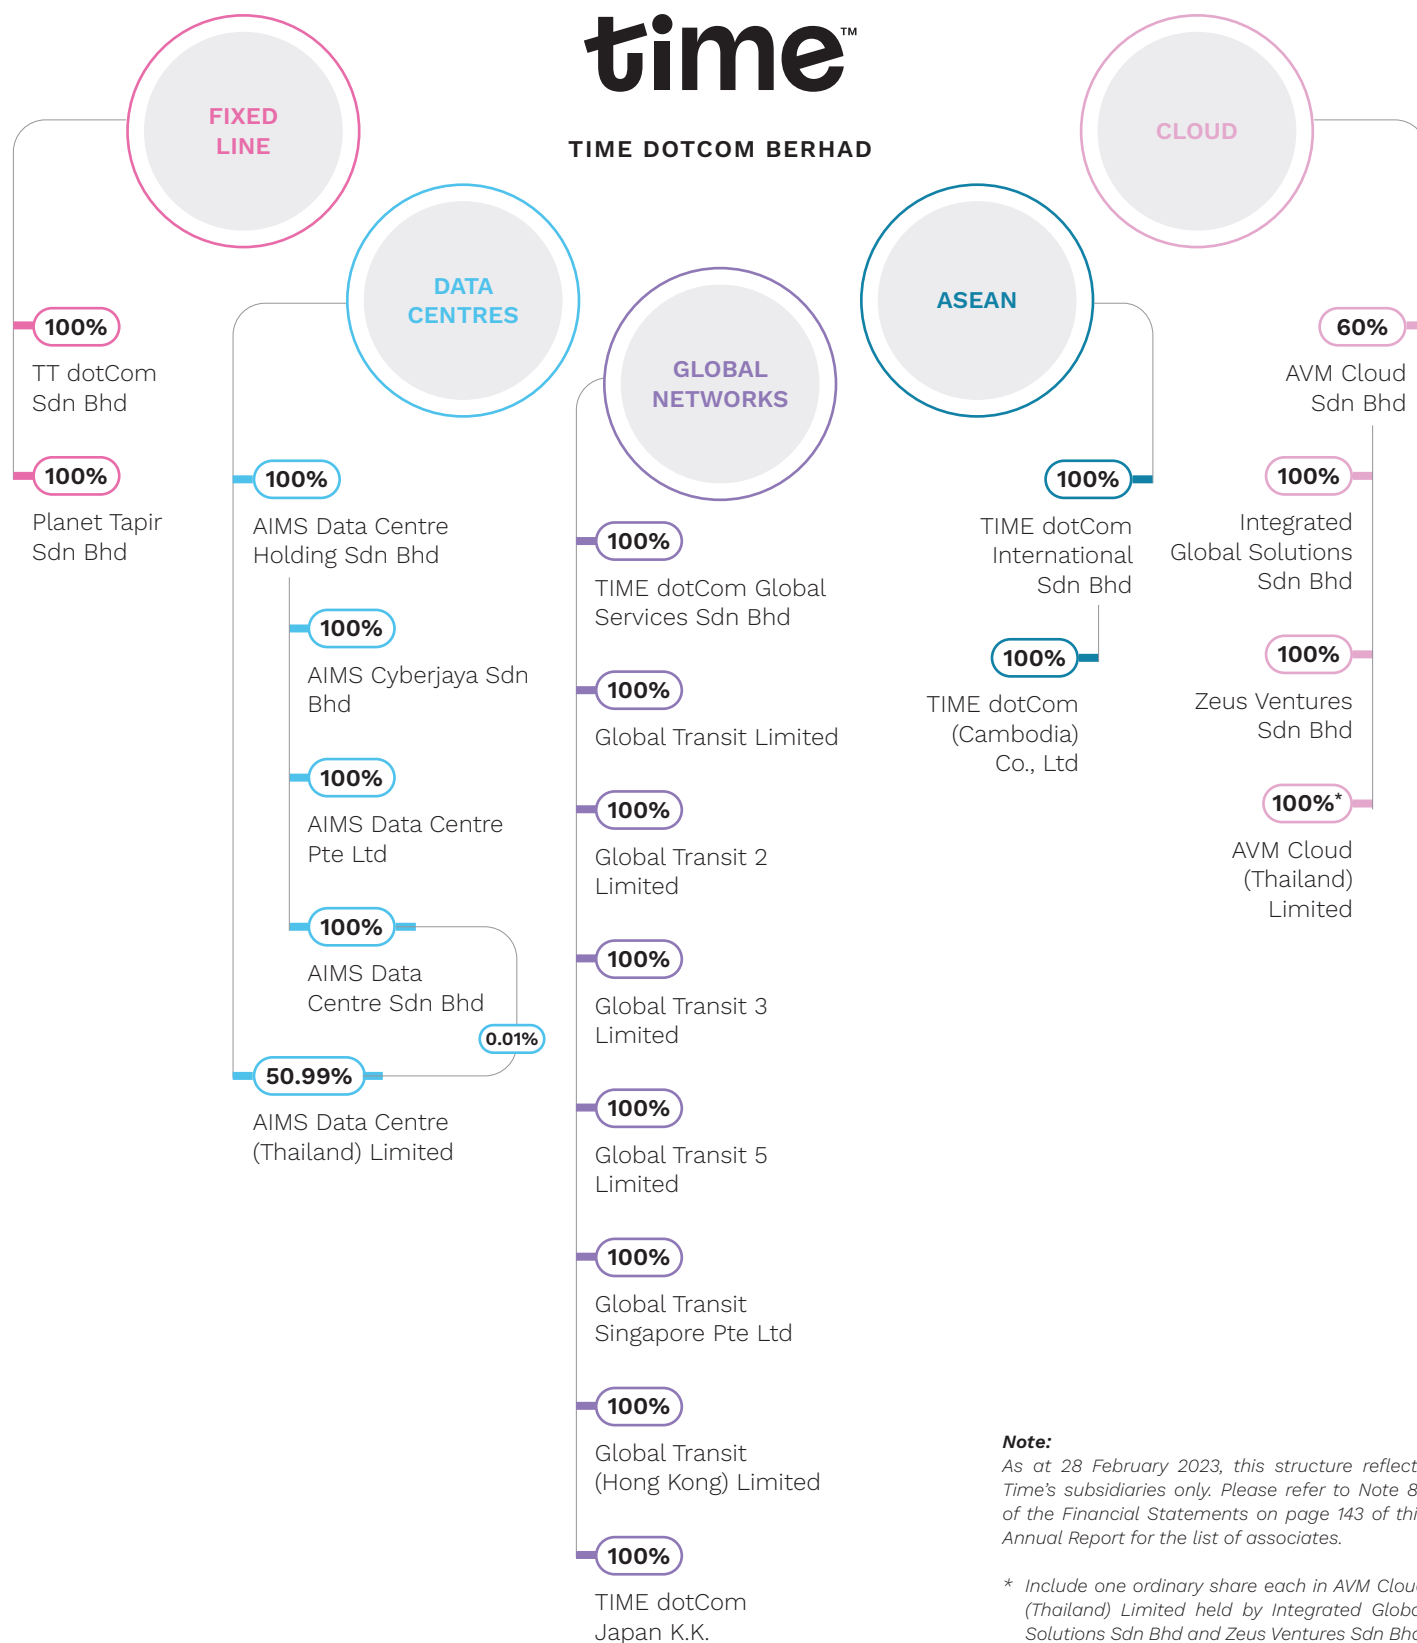 time™
TIME DOTCOM BERHAD
FIXED
LINE
100%
TT dotCom
Sdn Bhd
100%
Planet Tapir
Sdn Bhd
DATA
CENTRES
100%
AIMS Data Centre
Holding Sdn Bhd
100%
AIMS Cyberjaya Sdn
Bhd
100%
AIMS Data Centre
Pte Ltd
100%
AIMS Data
Centre Sdn Bhd
0.01%
50.99%
AIMS Data Centre
(Thailand) Limited
GLOBAL
NETWORKS
100%
TIME dotCom Global
Services Sdn Bhd
100%
Global Transit Limited
100%
Global Transit 2
Limited
100%
Global Transit 3
Limited
100%
Global Transit 5
Limited
100%
Global Transit
Singapore Pte Ltd
100%
Global Transit
(Hong Kong) Limited
100%
TIME dotCom
Japan K.K.
ASEAN
100%
TIME dotCom
International
Sdn Bhd
100%
TIME dotCom
(Cambodia)
Co., Ltd
CLOUD
60%
AVM Cloud
Sdn Bhd
100%
Integrated
Global Solutions
Sdn Bhd
100%
Zeus Ventures
Sdn Bhd
100%*
AVM Cloud
(Thailand)
Limited
Note:
As at 28 February 2023, this structure reflect
Time's subsidiaries only. Please refer to Note 8
of the Financial Statements on page 143 of thi
Annual Report for the list of associates.
* Include one ordinary share each in AVM Cloud
(Thailand) Limited held by Integrated Globa
Solutions Sdn Bhd and Zeus Ventures Sdn Bhd